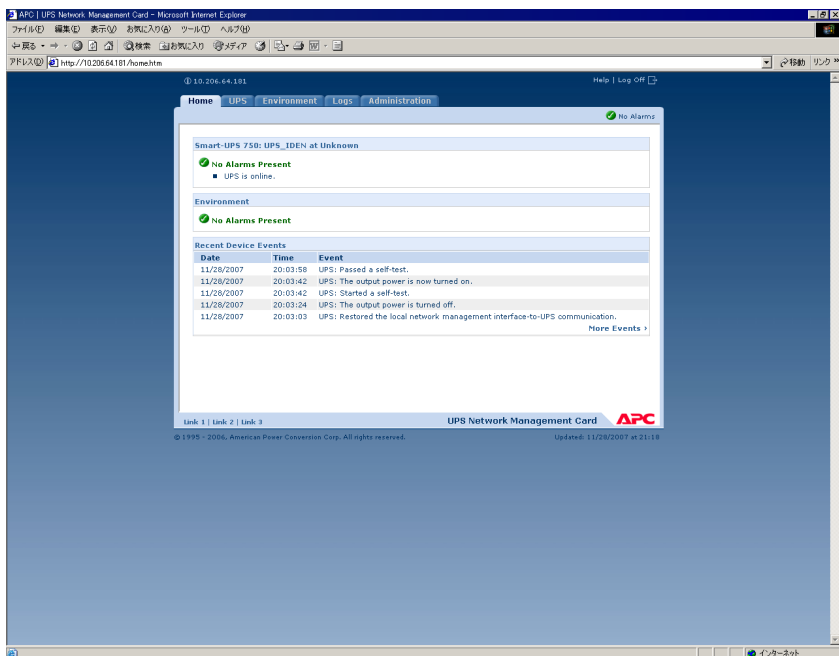 APC | UPS Network Management Card - Microsoft Internet Explorer
ファイル(F) 編集(E) 表示(V) お気に入り(A) ツール(T) ヘルプ(H)
戻る 検索 お気に入り メディア
アドレス(D) http://10.206.64.181/home.htm 移動 リンク »
10.206.64.181 Help | Log Off
Home UPS Environment Logs Administration
No Alarms
Smart-UPS 750: UPS_IDEN at Unknown
No Alarms Present
UPS is online.
Environment
No Alarms Present
Recent Device Events
Date Time Event
11/28/2007 20:03:58 UPS: Passed a self-test.
11/28/2007 20:03:42 UPS: The output power is now turned on.
11/28/2007 20:03:42 UPS: Started a self-test.
11/28/2007 20:03:24 UPS: The output power is turned off.
11/28/2007 20:03:03 UPS: Restored the local network management interface-to-UPS communication.
More Events ›
Link 1 | Link 2 | Link 3 UPS Network Management Card APC
© 1995 - 2006, American Power Conversion Corp. All rights reserved. Updated: 11/28/2007 at 21:18
インターネット